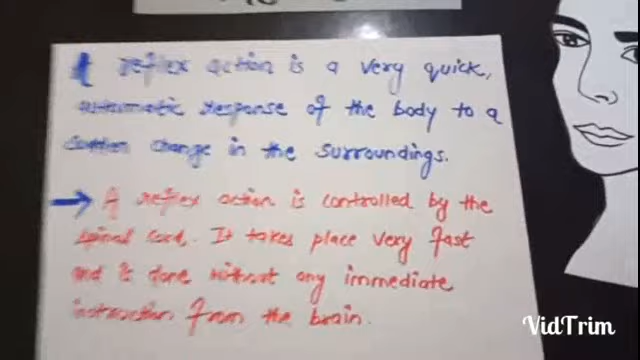 A reflex action is a very quick,
automatic response of the body to a
sudden change in the surroundings.
A reflex action is controlled by the
spinal cord. It takes place very fast
and is done without any immediate
instruction from the brain.
VidTrim